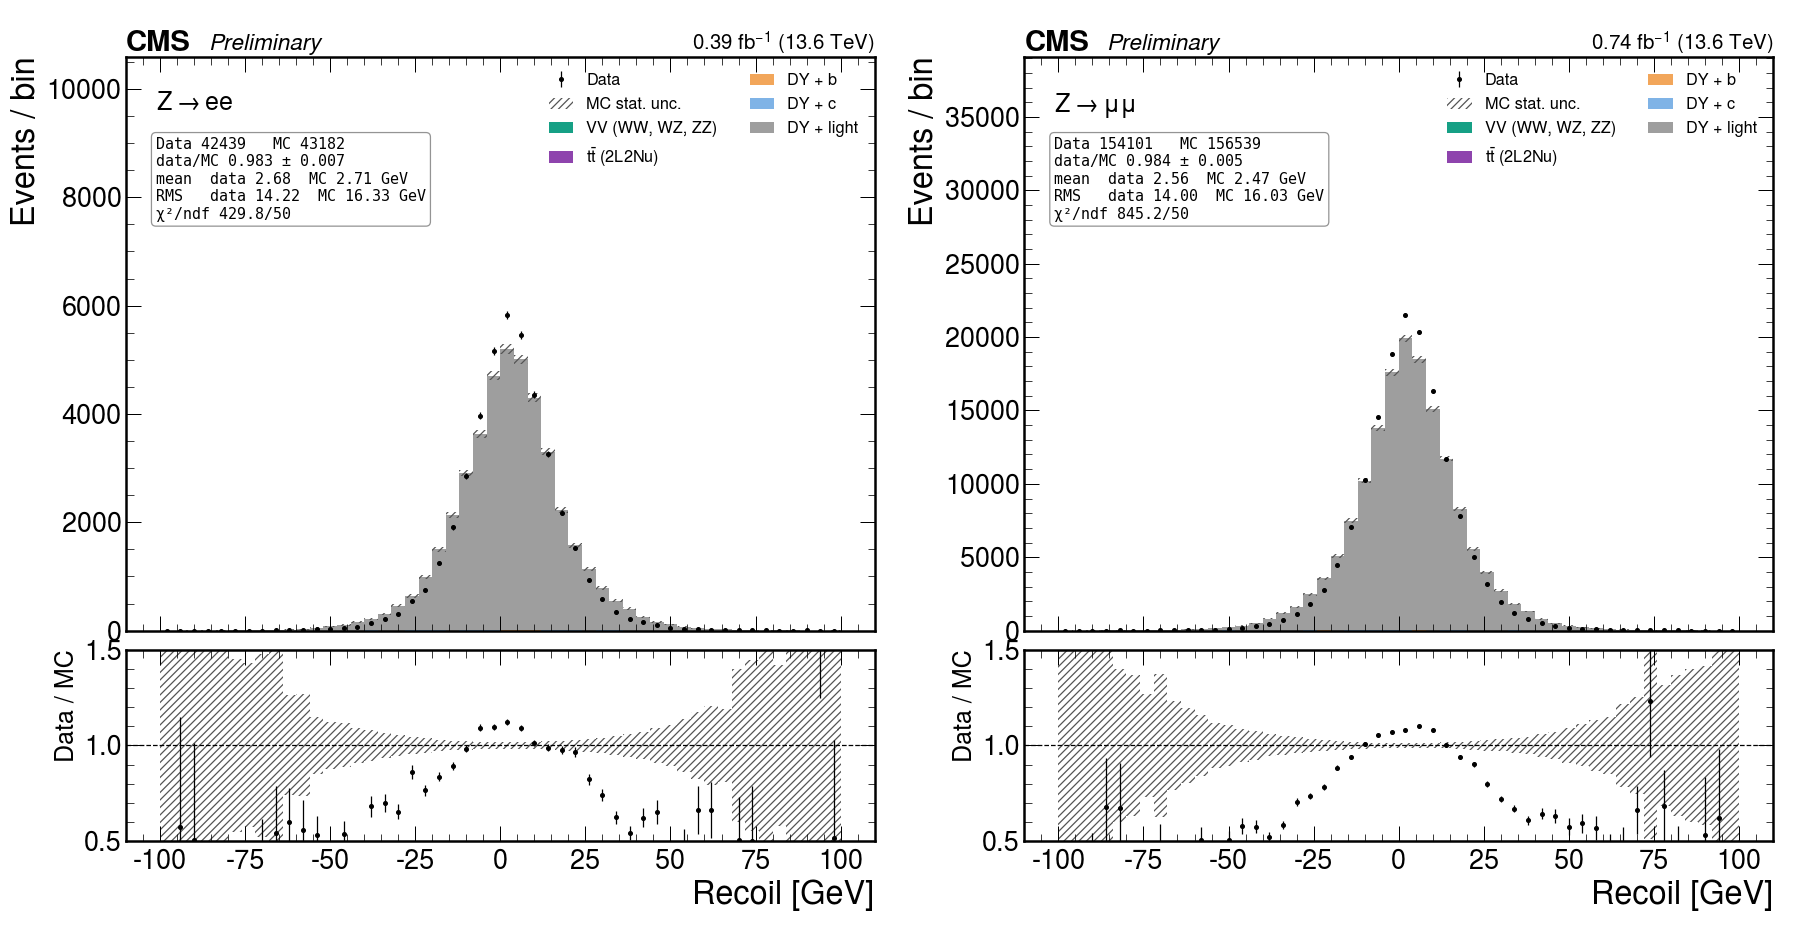 CMS Preliminary 0.39 fb⁻¹ (13.6 TeV)
Events / bin
10000
8000
6000
4000
2000
0
Z → ee
Data 42439 MC 43182
data/MC 0.983 ± 0.007
mean data 2.68 MC 2.71 GeV
RMS data 14.22 MC 16.33 GeV
χ²/ndf 429.8/50
Data
MC stat. unc.
VV (WW, WZ, ZZ)
tt̄ (2L2Nu)
DY + b
DY + c
DY + light
Data / MC
1.5
1.0
0.5
-100 -75 -50 -25 0 25 50 75 100
Recoil [GeV]
CMS Preliminary 0.74 fb⁻¹ (13.6 TeV)
Events / bin
35000
30000
25000
20000
15000
10000
5000
0
Z → μμ
Data 154101 MC 156539
data/MC 0.984 ± 0.005
mean data 2.56 MC 2.47 GeV
RMS data 14.00 MC 16.03 GeV
χ²/ndf 845.2/50
Data
MC stat. unc.
VV (WW, WZ, ZZ)
tt̄ (2L2Nu)
DY + b
DY + c
DY + light
Data / MC
1.5
1.0
0.5
-100 -75 -50 -25 0 25 50 75 100
Recoil [GeV]